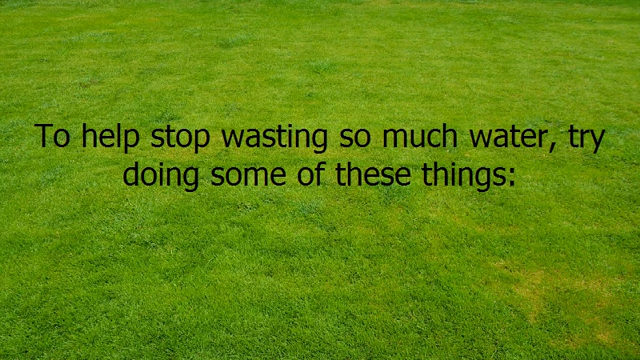 To help stop wasting so much water, try
doing some of these things: